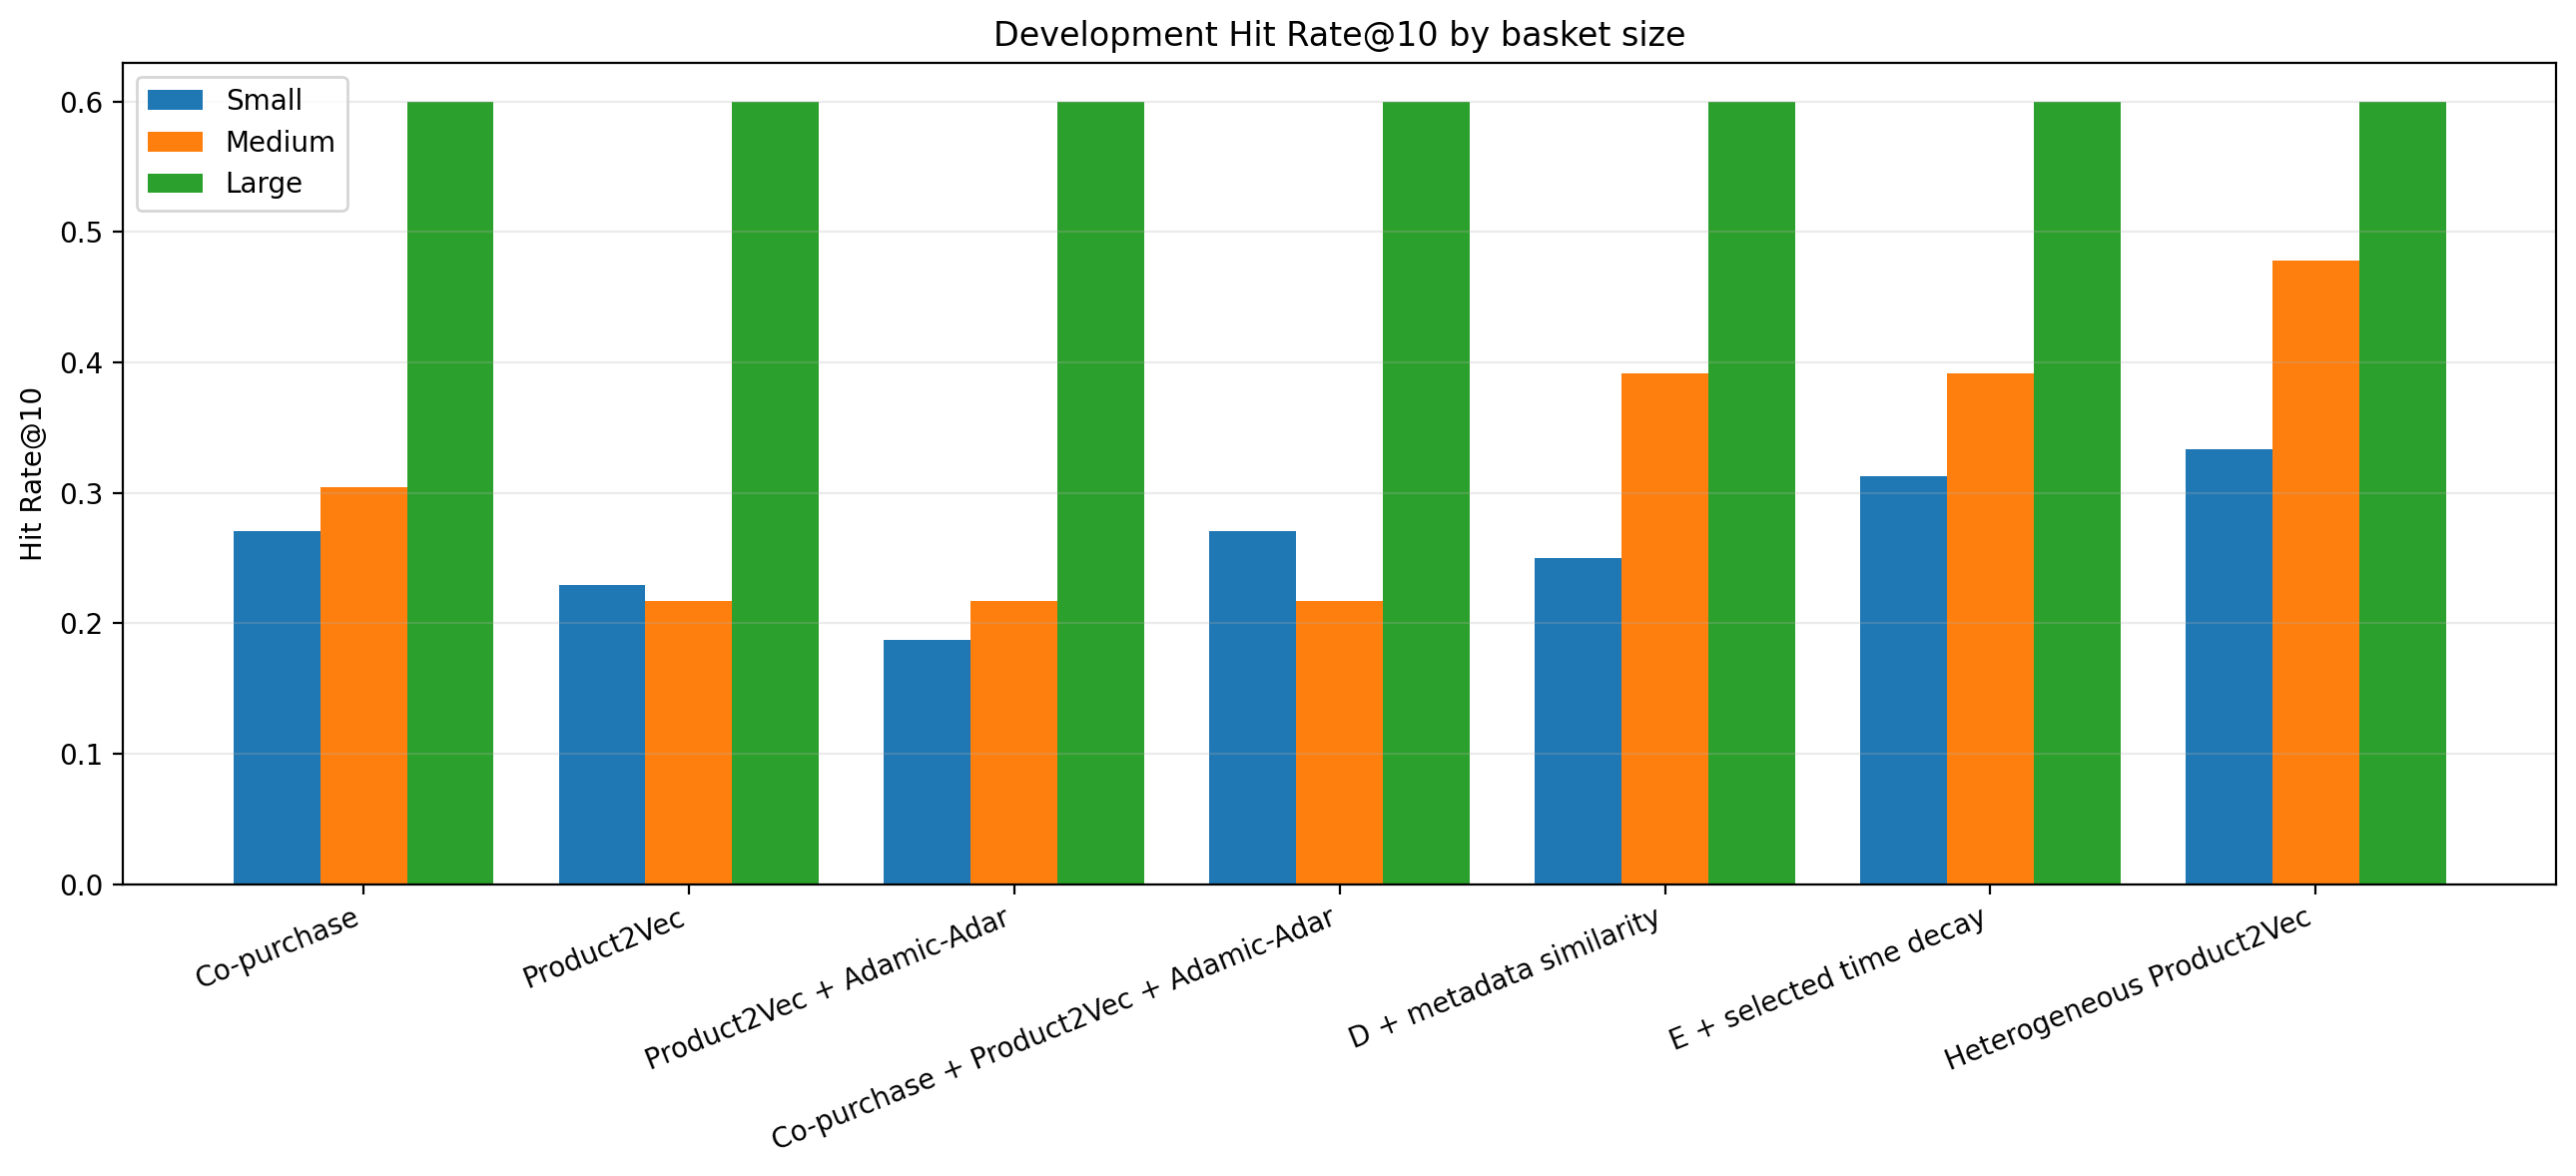 Development Hit Rate@10 by basket size
Small
Medium
Large
Hit Rate@10
0.6
0.5
0.4
0.3
0.2
0.1
0.0
Co-purchase
Product2Vec
Product2Vec + Adamic-Adar
Co-purchase + Product2Vec + Adamic-Adar
D + metadata similarity
E + selected time decay
Heterogeneous Product2Vec